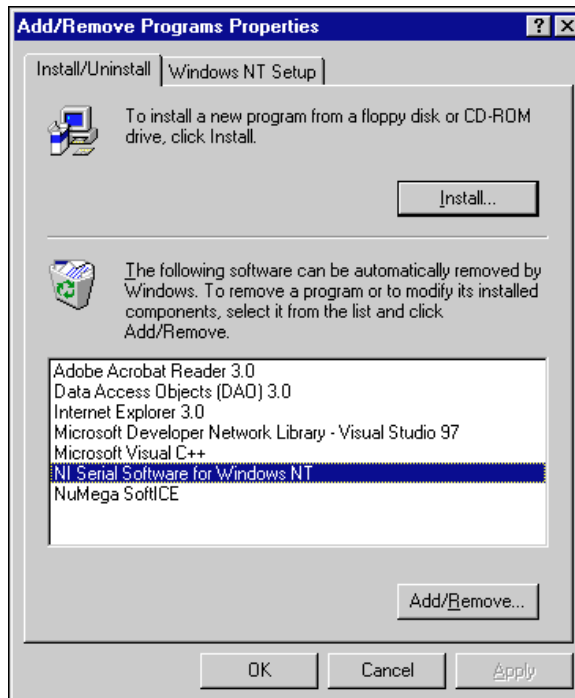 Add/Remove Programs Properties
Install/Uninstall
Windows NT Setup
To install a new program from a floppy disk or CD-ROM
drive, click Install.
Install...
The following software can be automatically removed by
Windows. To remove a program or to modify its installed
components, select it from the list and click
Add/Remove.
Adobe Acrobat Reader 3.0
Data Access Objects (DAO) 3.0
Internet Explorer 3.0
Microsoft Developer Network Library - Visual Studio 97
Microsoft Visual C++
NI Serial Software for Windows NT
NuMega SoftICE
Add/Remove...
OK
Cancel
Apply